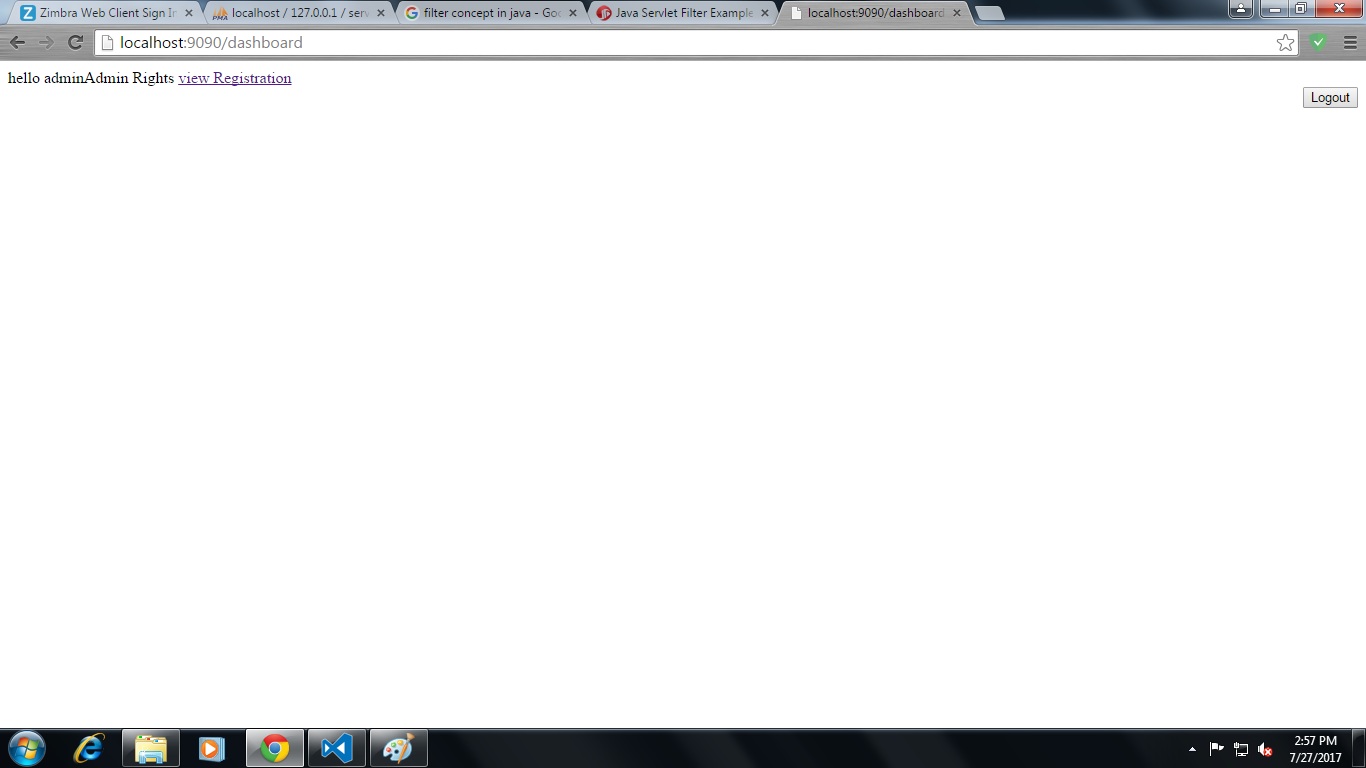 Zimbra Web Client Sign In
localhost / 127.0.0.1 / serv
filter concept in java - Goo
Java Servlet Filter Example
localhost:9090/dashboard
localhost:9090/dashboard
hello adminAdmin Rights view Registration
Logout
2:57 PM
7/27/2017